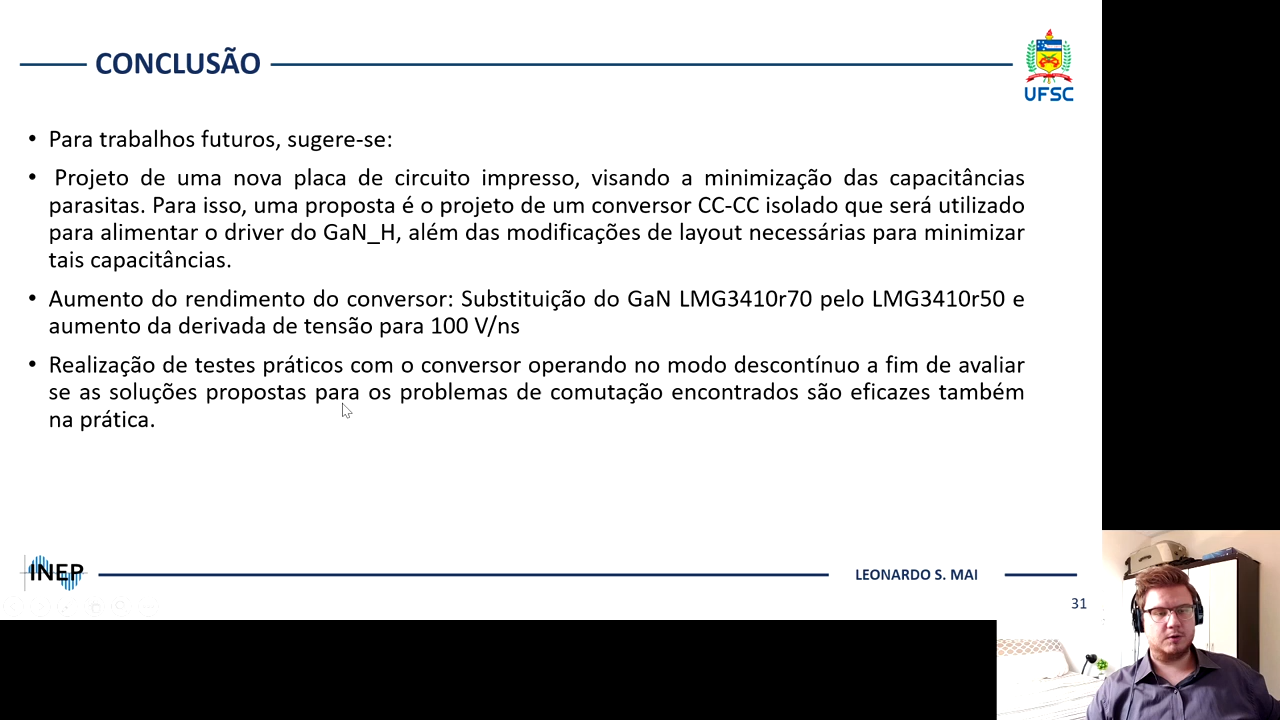 CONCLUSÃO
UFSC
• Para trabalhos futuros, sugere-se:
• Projeto de uma nova placa de circuito impresso, visando a minimização das capacitâncias
parasitas. Para isso, uma proposta é o projeto de um conversor CC-CC isolado que será utilizado
para alimentar o driver do GaN_H, além das modificações de layout necessárias para minimizar
tais capacitâncias.
• Aumento do rendimento do conversor: Substituição do GaN LMG3410r70 pelo LMG3410r50 e
aumento da derivada de tensão para 100 V/ns
• Realização de testes práticos com o conversor operando no modo descontínuo a fim de avaliar
se as soluções propostas para os problemas de comutação encontrados são eficazes também
na prática.
INEP
LEONARDO S. MAI
31